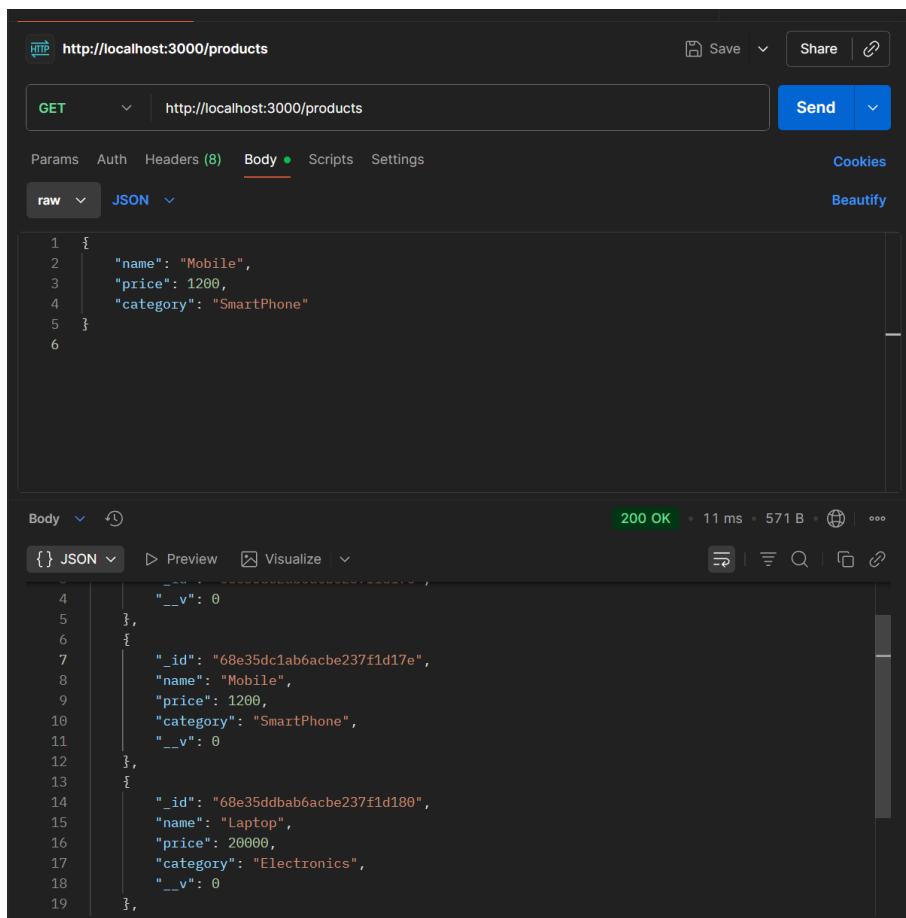 HTTP http://localhost:3000/products Save Share
GET http://localhost:3000/products Send
Params Auth Headers (8) Body Scripts Settings Cookies
raw JSON Beautify
1 {
2 "name": "Mobile",
3 "price": 1200,
4 "category": "SmartPhone"
5 }
6
Body 200 OK 11 ms 571 B
{} JSON Preview Visualize
4 "__v": 0
5 },
6 {
7 "_id": "68e35dc1ab6acbe237f1d17e",
8 "name": "Mobile",
9 "price": 1200,
10 "category": "SmartPhone",
11 "__v": 0
12 },
13 {
14 "_id": "68e35ddbab6acbe237f1d180",
15 "name": "Laptop",
16 "price": 20000,
17 "category": "Electronics",
18 "__v": 0
19 },